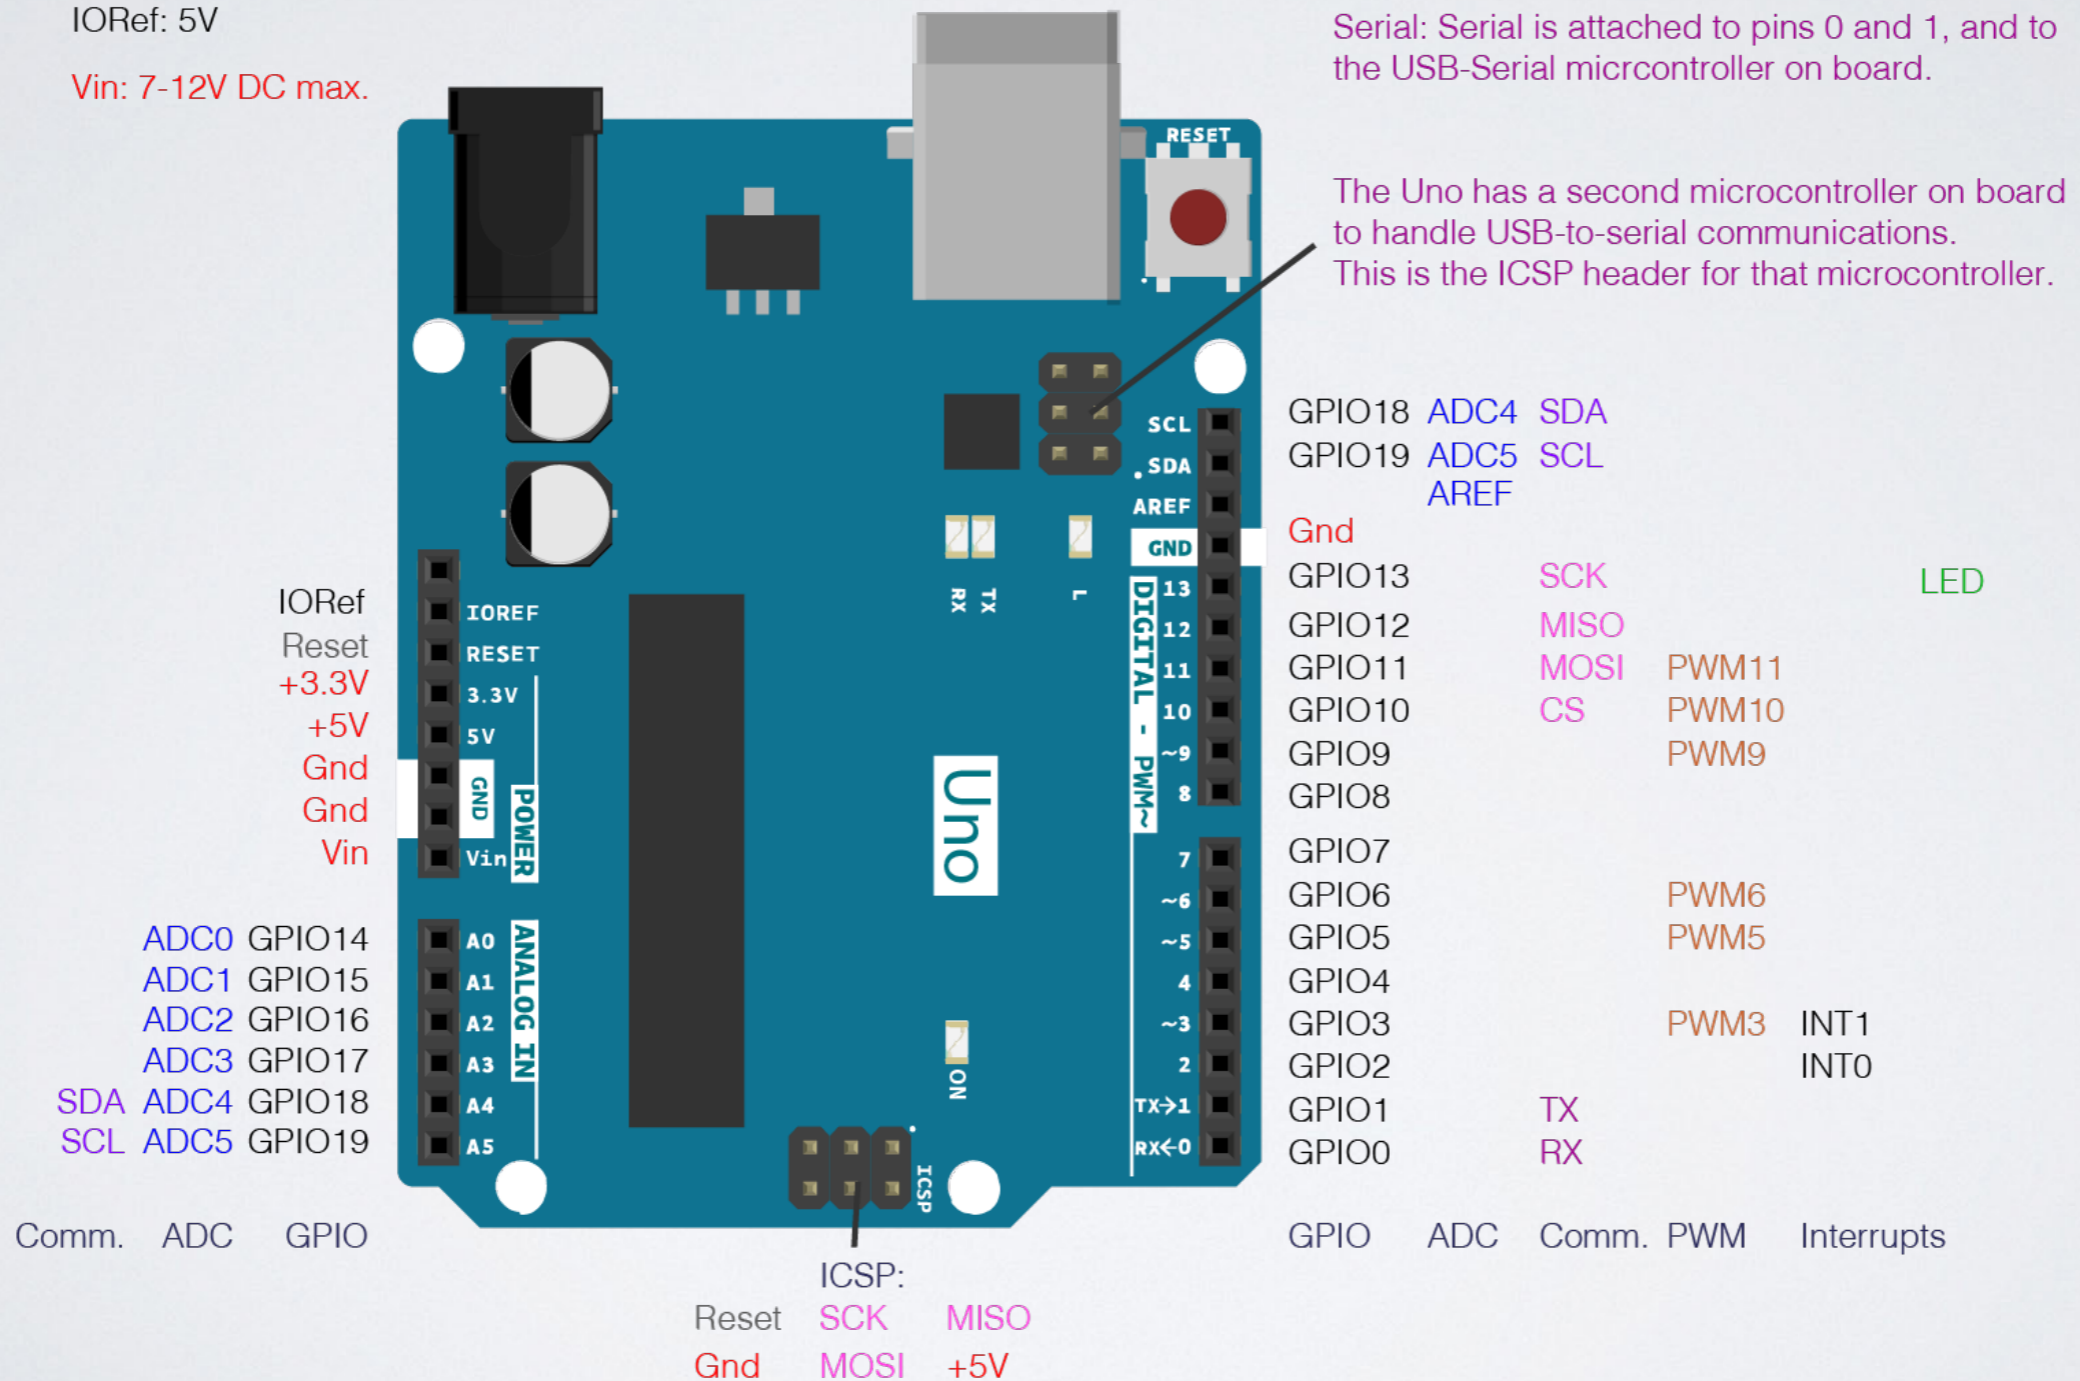 IORef: 5V
Vin: 7-12V DC max.
Serial: Serial is attached to pins 0 and 1, and to
the USB-Serial micrcontroller on board.
The Uno has a second microcontroller on board
to handle USB-to-serial communications.
This is the ICSP header for that microcontroller.
RESET
SCL GPIO18 ADC4 SDA
SDA GPIO19 ADC5 SCL
AREF AREF
GND Gnd
13 GPIO13 SCK LED
12 GPIO12 MISO
11 GPIO11 MOSI PWM11
10 GPIO10 CS PWM10
~9 GPIO9 PWM9
8 GPIO8
7 GPIO7
~6 GPIO6 PWM6
~5 GPIO5 PWM5
4 GPIO4
~3 GPIO3 PWM3 INT1
2 GPIO2 INT0
TX→1 GPIO1 TX
RX←0 GPIO0 RX
DIGITAL - PWM~
RX TX L
Uno
ON
IORef IOREF
Reset RESET
+3.3V 3.3V
+5V 5V
Gnd GND
Gnd
Vin Vin
POWER
ADC0 GPIO14 A0
ADC1 GPIO15 A1
ADC2 GPIO16 A2
ADC3 GPIO17 A3
SDA ADC4 GPIO18 A4
SCL ADC5 GPIO19 A5
ANALOG IN
ICSP
Comm. ADC GPIO
GPIO ADC Comm. PWM Interrupts
ICSP:
Reset SCK MISO
Gnd MOSI +5V